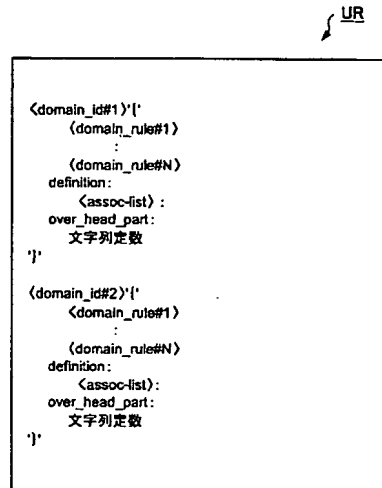 UR
<domain_id#1>'{'
<domain_rule#1>
:
<domain_rule#N>
definition:
<assoc-list>:
over_head_part:
文字列定数
'}'
<domain_id#2>'{'
<domain_rule#1>
:
<domain_rule#N>
definition:
<assoc-list>:
over_head_part:
文字列定数
'}'